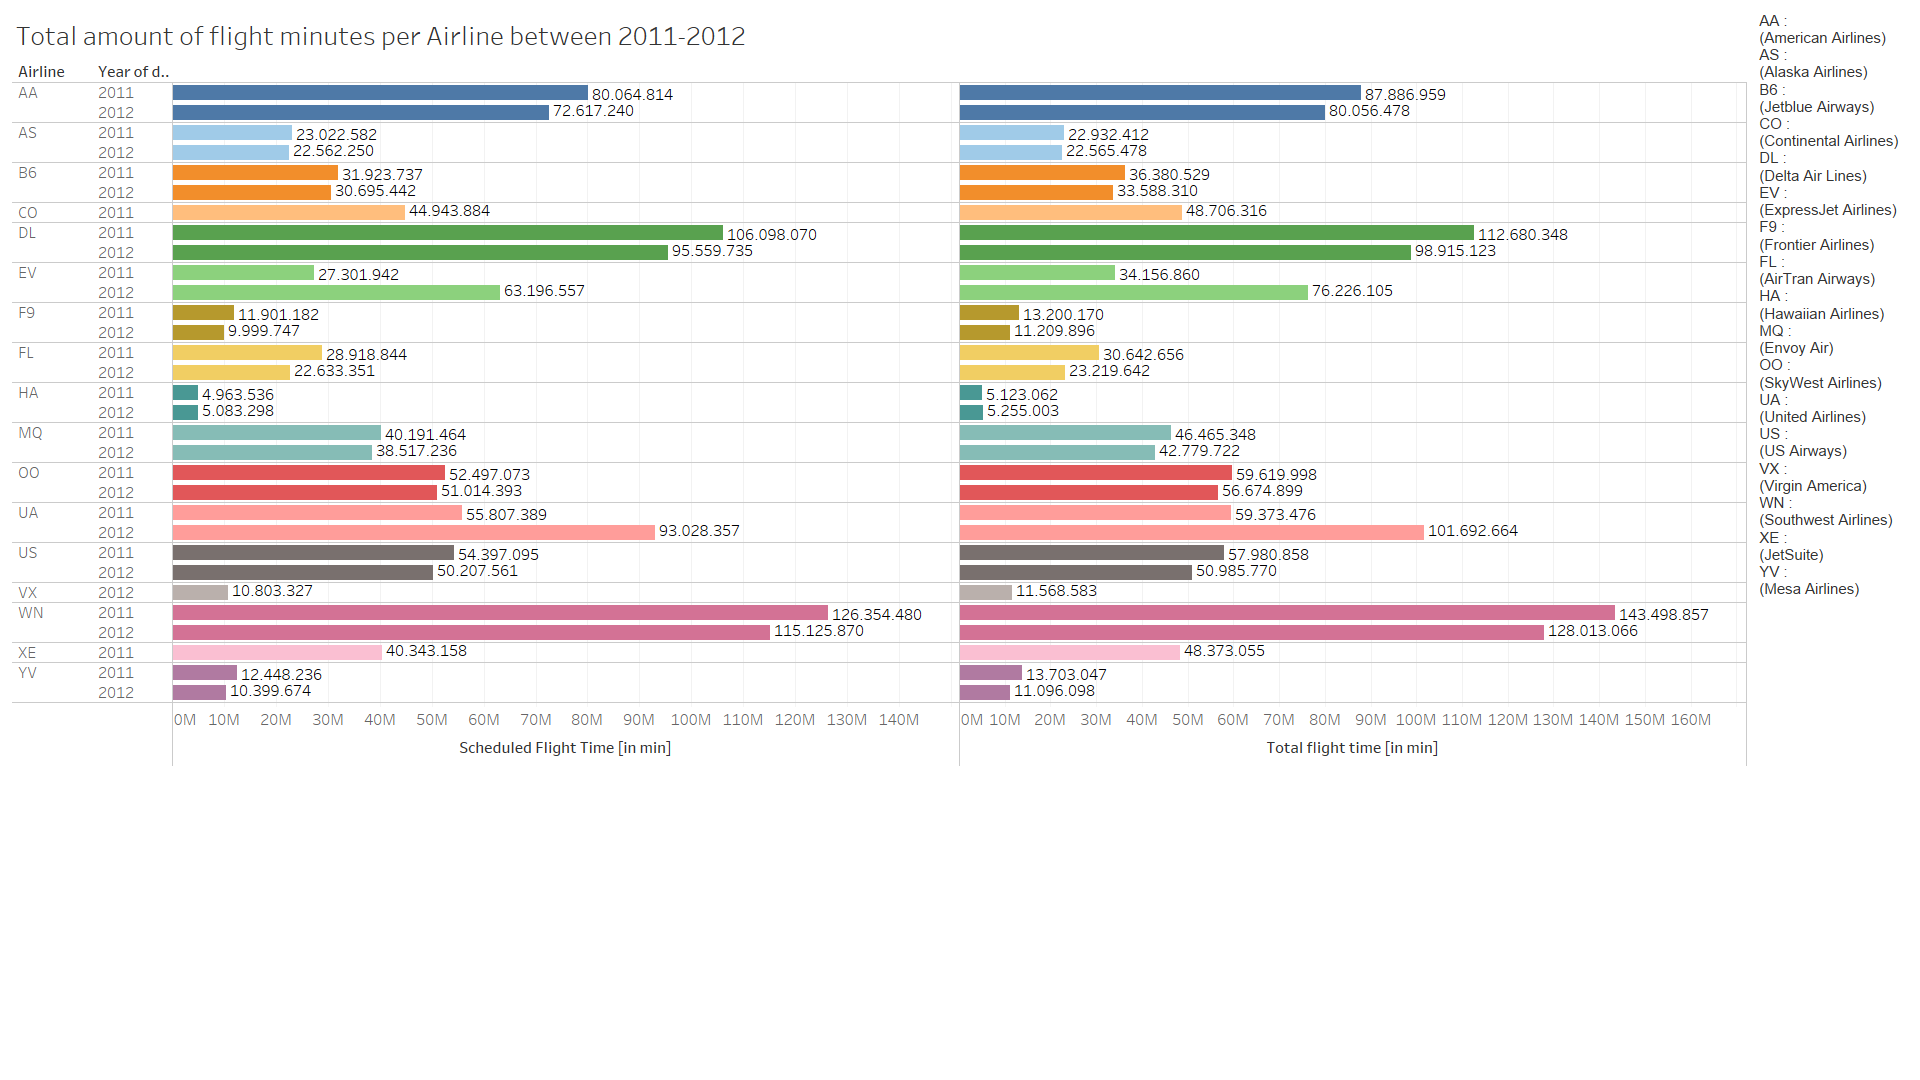 Total amount of flight minutes per Airline between 2011-2012
Airline Year of d..
AA 2011 80.064.814 87.886.959
2012 72.617.240 80.056.478
AS 2011 23.022.582 22.932.412
2012 22.562.250 22.565.478
B6 2011 31.923.737 36.380.529
2012 30.695.442 33.588.310
CO 2011 44.943.884 48.706.316
DL 2011 106.098.070 112.680.348
2012 95.559.735 98.915.123
EV 2011 27.301.942 34.156.860
2012 63.196.557 76.226.105
F9 2011 11.901.182 13.200.170
2012 9.999.747 11.209.896
FL 2011 28.918.844 30.642.656
2012 22.633.351 23.219.642
HA 2011 4.963.536 5.123.062
2012 5.083.298 5.255.003
MQ 2011 40.191.464 46.465.348
2012 38.517.236 42.779.722
OO 2011 52.497.073 59.619.998
2012 51.014.393 56.674.899
UA 2011 55.807.389 59.373.476
2012 93.028.357 101.692.664
US 2011 54.397.095 57.980.858
2012 50.207.561 50.985.770
VX 2012 10.803.327 11.568.583
WN 2011 126.354.480 143.498.857
2012 115.125.870 128.013.066
XE 2011 40.343.158 48.373.055
YV 2011 12.448.236 13.703.047
2012 10.399.674 11.096.098
0M 10M 20M 30M 40M 50M 60M 70M 80M 90M 100M 110M 120M 130M 140M 0M 10M 20M 30M 40M 50M 60M 70M 80M 90M 100M 110M 120M 130M 140M 150M 160M
Scheduled Flight Time [in min] Total flight time [in min]
AA :
(American Airlines)
AS :
(Alaska Airlines)
B6 :
(Jetblue Airways)
CO :
(Continental Airlines)
DL :
(Delta Air Lines)
EV :
(ExpressJet Airlines)
F9 :
(Frontier Airlines)
FL :
(AirTran Airways)
HA :
(Hawaiian Airlines)
MQ :
(Envoy Air)
OO :
(SkyWest Airlines)
UA :
(United Airlines)
US :
(US Airways)
VX :
(Virgin America)
WN :
(Southwest Airlines)
XE :
(JetSuite)
YV :
(Mesa Airlines)